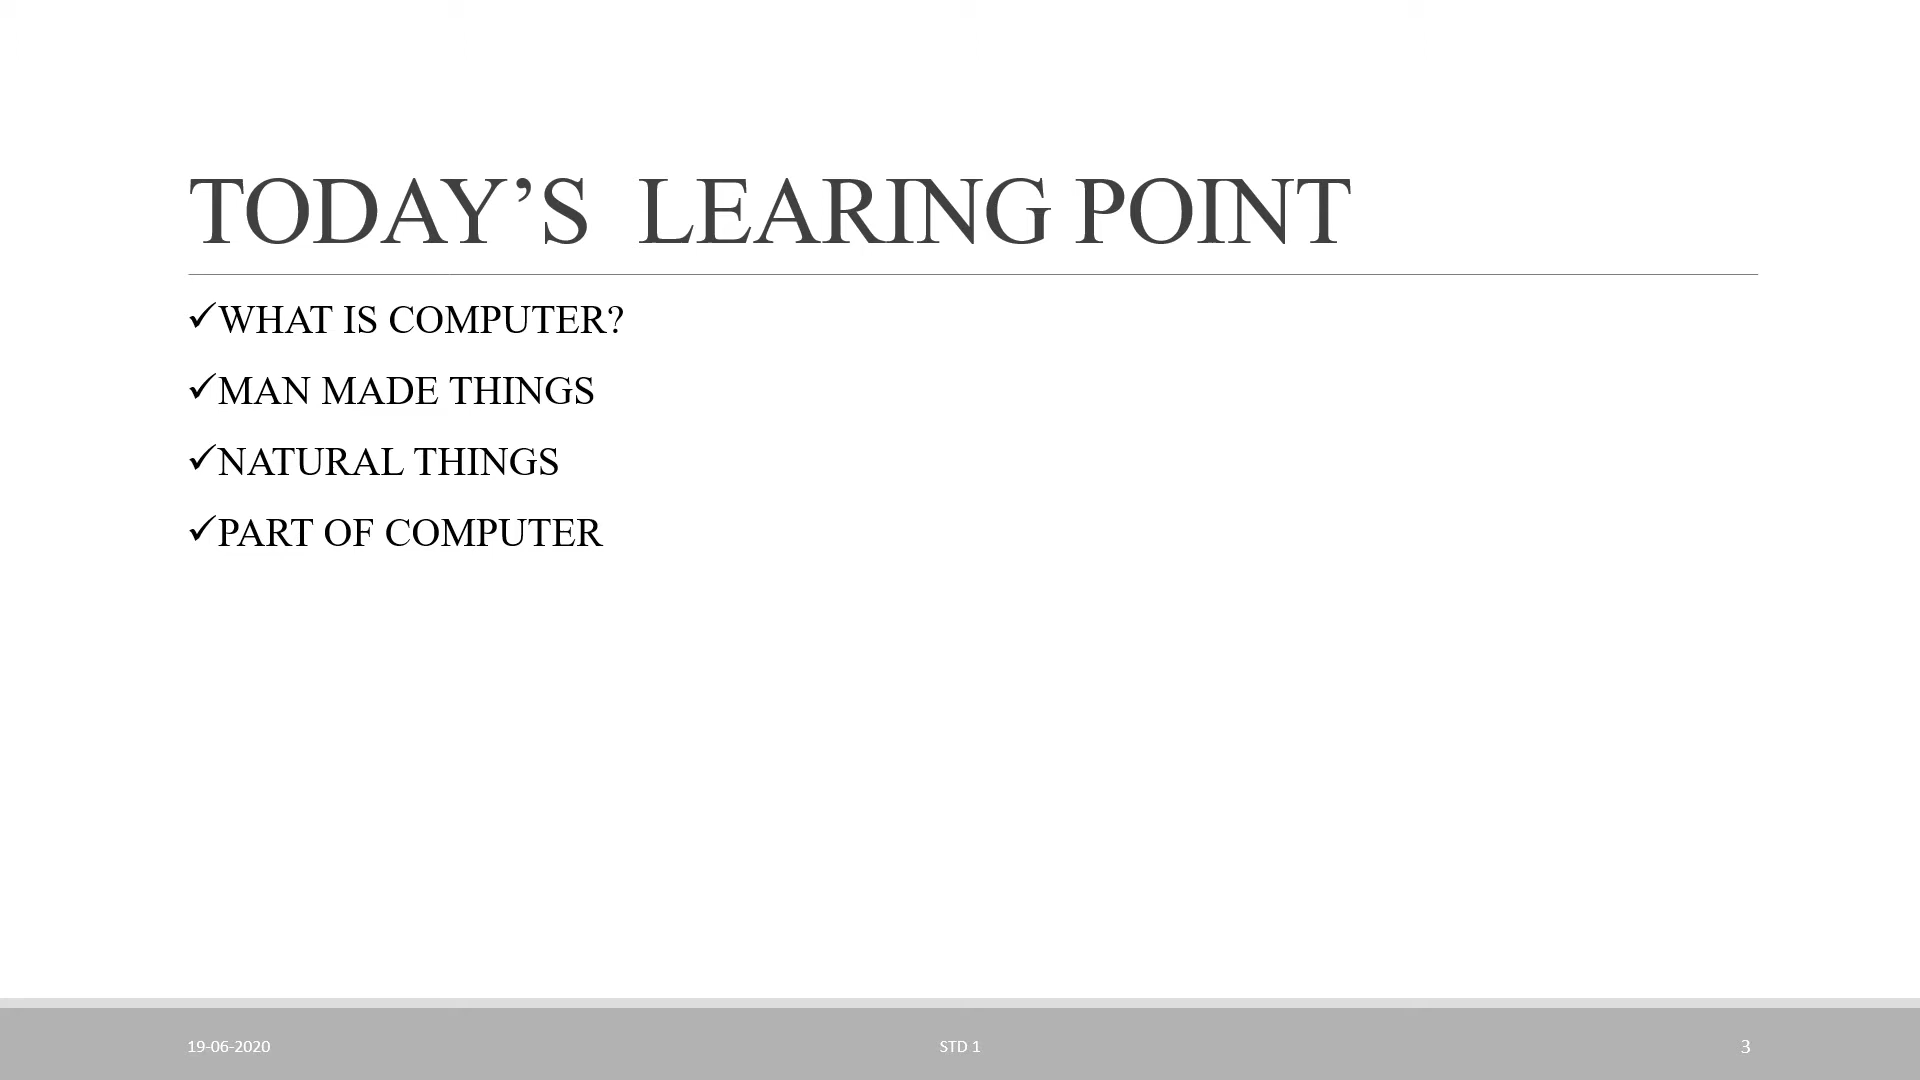 TODAY’S  LEARING POINT
✓WHAT IS COMPUTER?
✓MAN MADE THINGS
✓NATURAL THINGS
✓PART OF COMPUTER
19-06-2020 STD 1 3